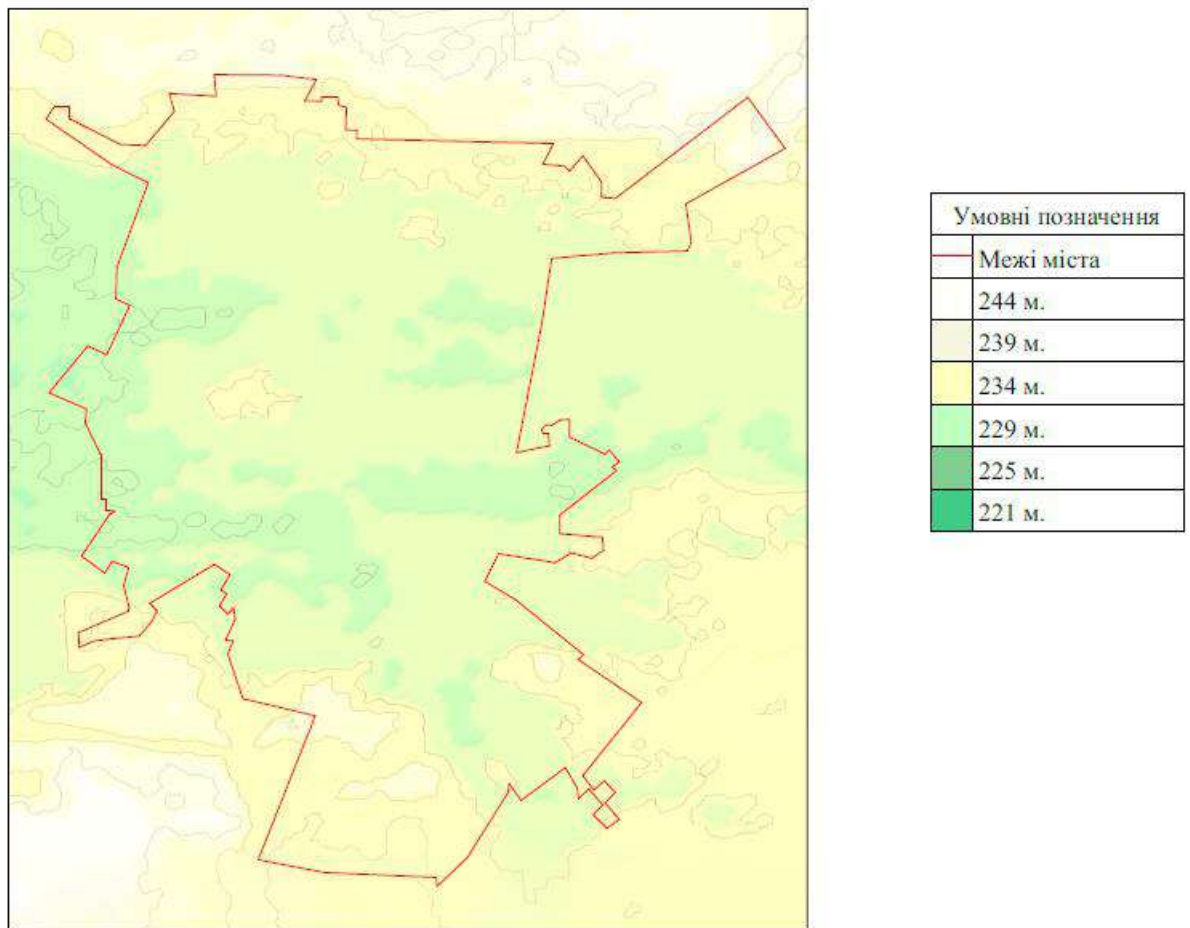 Умовні позначення
Межі міста
244 м.
239 м.
234 м.
229 м.
225 м.
221 м.